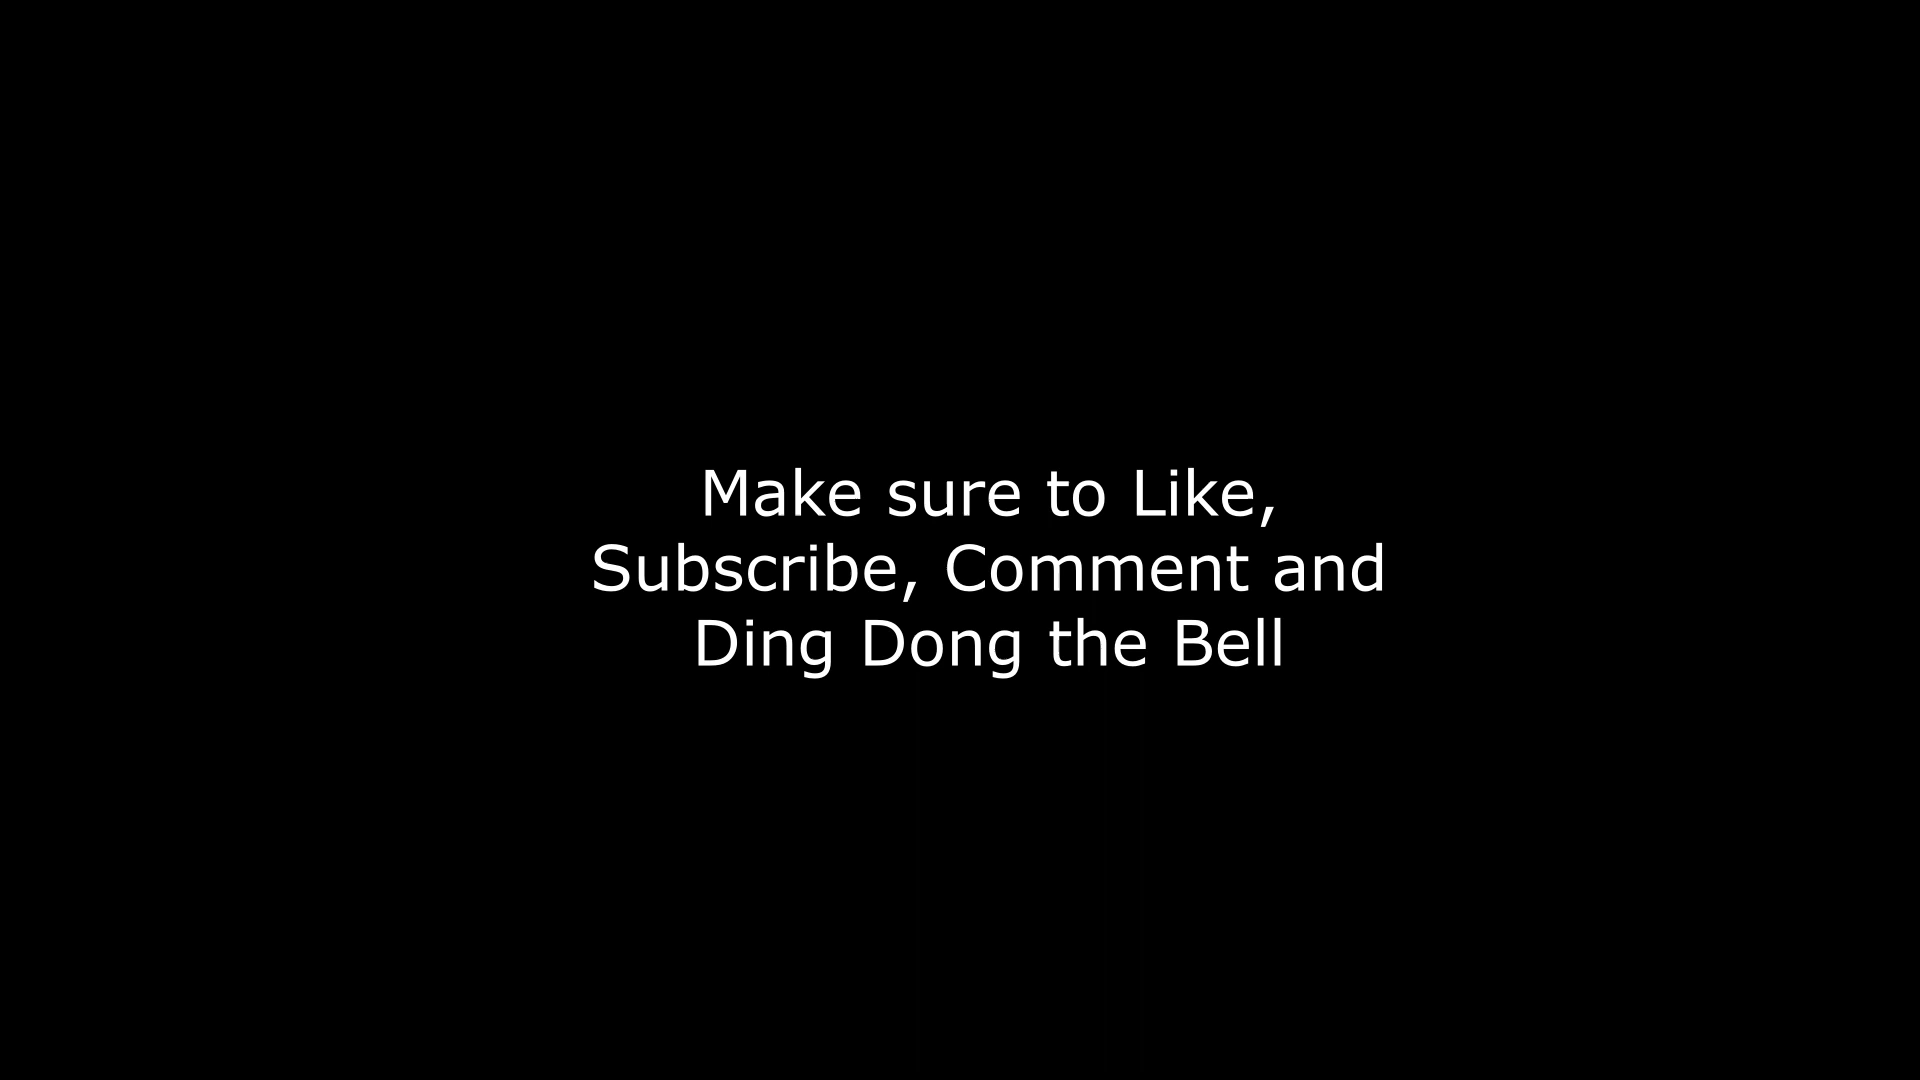 Make sure to Like,
Subscribe, Comment and
Ding Dong the Bell